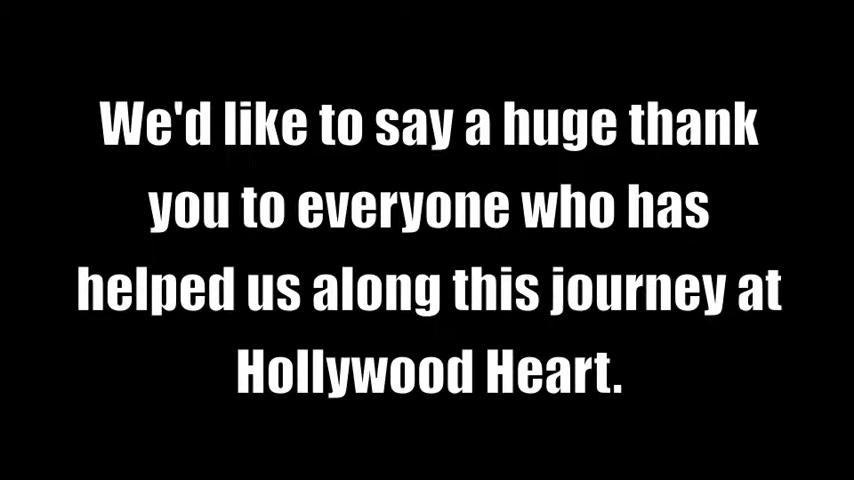 We'd like to say a huge thank
you to everyone who has
helped us along this journey at
Hollywood Heart.